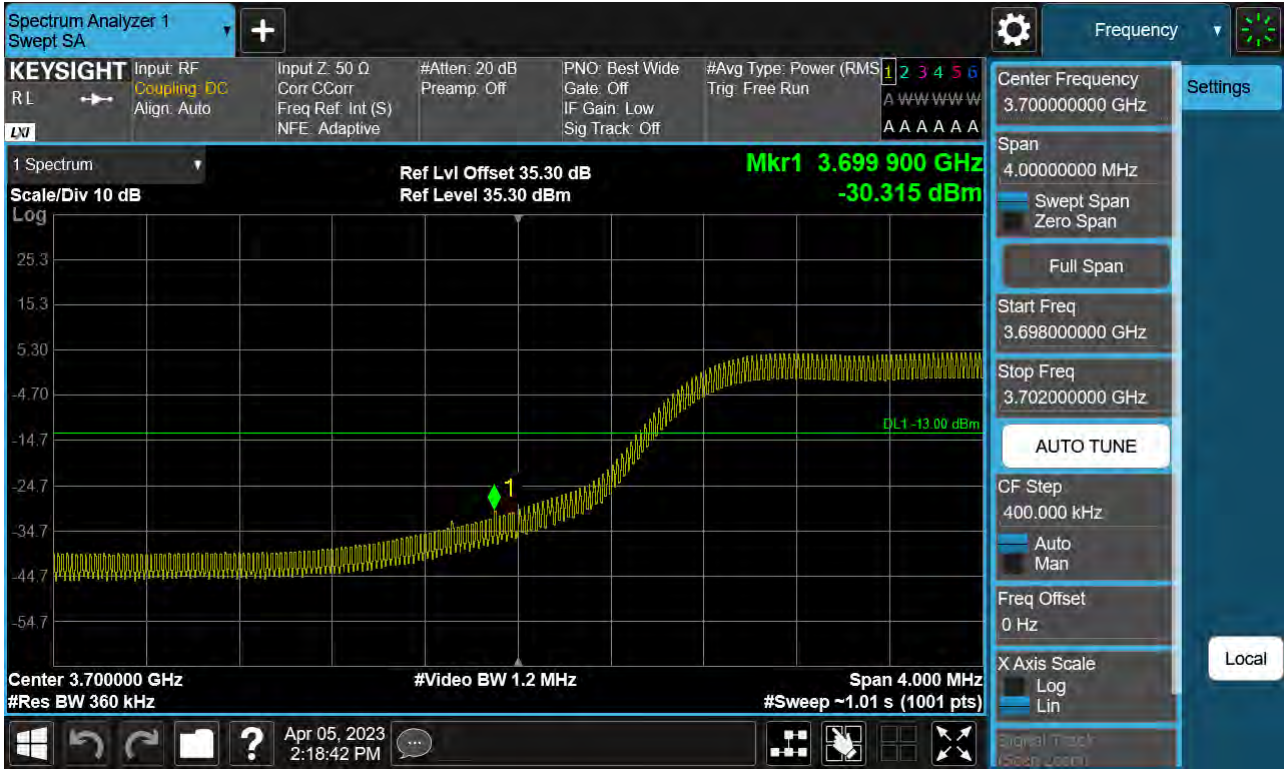 Spectrum Analyzer 1
Swept SA
Frequency
KEYSIGHT
R L
LXI
Input: RF
Coupling: DC
Align: Auto
Input Z: 50 Ω
Corr CCorr
Freq Ref: Int (S)
NFE: Adaptive
#Atten: 20 dB
Preamp: Off
PNO: Best Wide
Gate: Off
IF Gain: Low
Sig Track: Off
#Avg Type: Power (RMS
Trig: Free Run
1 2 3 4 5 6
A W W W W W
A A A A A A
1 Spectrum
Scale/Div 10 dB
Log
Ref Lvl Offset 35.30 dB
Ref Level 35.30 dBm
Mkr1 3.699 900 GHz
-30.315 dBm
25.3
15.3
5.30
-4.70
-14.7
-24.7
-34.7
-44.7
-54.7
DL1 -13.00 dBm
1
Center 3.700000 GHz
#Res BW 360 kHz
#Video BW 1.2 MHz
Span 4.000 MHz
#Sweep ~1.01 s (1001 pts)
Center Frequency
3.700000000 GHz
Span
4.00000000 MHz
Swept Span
Zero Span
Full Span
Start Freq
3.698000000 GHz
Stop Freq
3.702000000 GHz
AUTO TUNE
CF Step
400.000 kHz
Auto
Man
Freq Offset
0 Hz
X Axis Scale
Log
Lin
Signal Track
(Span Zoom)
Settings
Local
?
Apr 05, 2023
2:18:42 PM